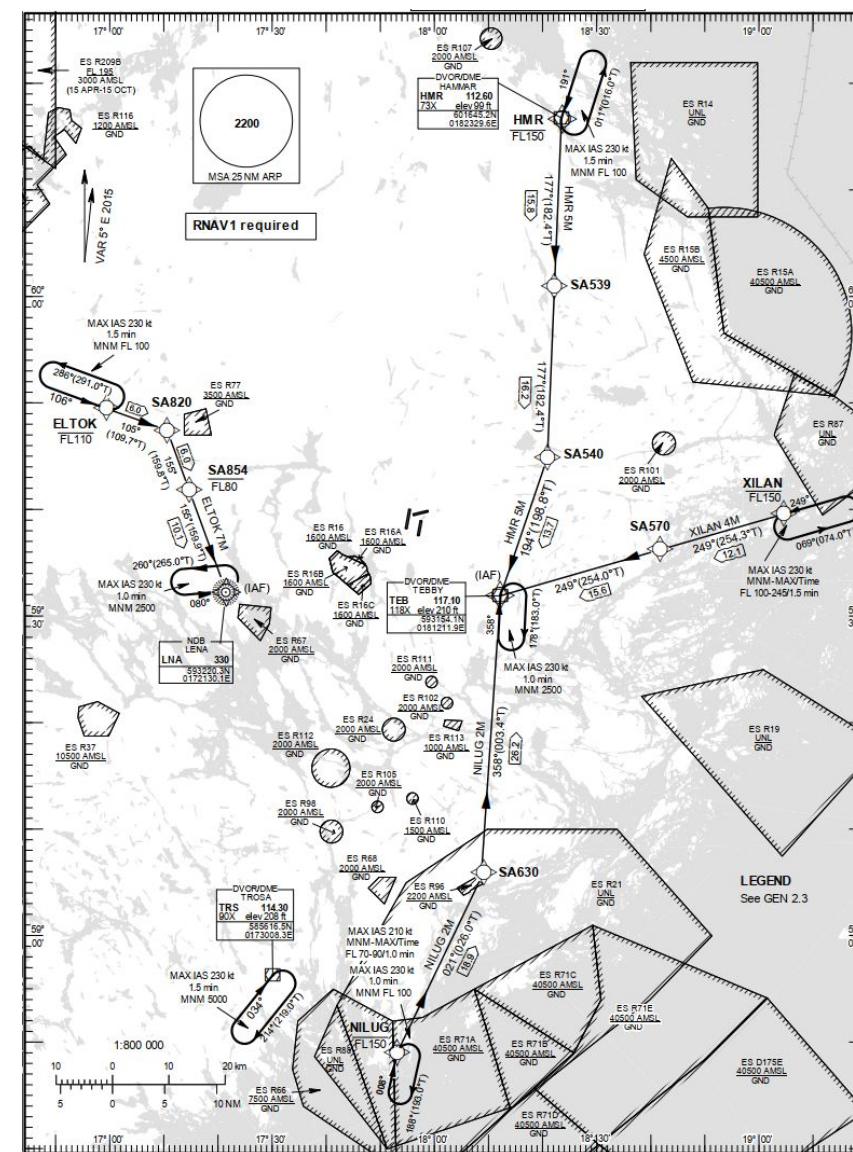 17° 00'
17° 30'
18° 00'
18° 30'
19° 00'
ES R209B
FL 195
3000 AMSL
(15 APR-15 OCT)
ES R116
1200 AMSL
GND
VAR 5° E 2015
2200
MSA 25 NM ARP
RNAV1 required
ES R107
2000 AMSL
GND
DVOR/DME
HAMMAR
HMR 112.60
73X elev 99 ft
601645.2N
0182329.6E
HMR
FL150
191°
011°(016.0°T)
MAX IAS 230 kt
1.5 min
MNM FL 100
ES R14
UNL
GND
15.8
177°
(182.4°T)
HMR 5M
ES R15B
4500 AMSL
GND
ES R15A
40500 AMSL
GND
SA539
60°
00'
177°(182.4°T)
16.2
MAX IAS 230 kt
1.5 min
MNM FL 100
286°(291.0°T)
106°
6.0
ELTOK
FL110
SA820
105°
(109.7°T)
ES R77
3500 AMSL
GND
6.0
155°
(159.8°T)
SA854
FL80
ELTOK 7M
155°(159.9°T)
10.1
SA540
ES R101
2000 AMSL
GND
ES R87
UNL
GND
XILAN
FL150
249°
069°(074.0°T)
SA570
XILAN 4M
249°(254.3°T)
12.1
MAX IAS 230 kt
MNM-MAX/Time
FL 100-245/1.5 min
HMR 5M
194°(198.8°T)
13.7
249°(254.0°T)
15.6
ES R16
1600 AMSL
GND
ES R16A
1600 AMSL
GND
ES R16B
1600 AMSL
GND
ES R16C
1600 AMSL
GND
260°(265.0°T)
MAX IAS 230 kt
1.0 min
MNM 2500
080°
(IAF)
NDB
LENA
LNA 330
593220.3N
0172130.1E
ES R67
2000 AMSL
GND
(IAF)
DVOR/DME
TEBBY
TEB 117.10
118X elev 210 ft
593154.1N
0181211.9E
358°
178°(183.0°T)
MAX IAS 230 kt
1.0 min
MNM 2500
59°
30'
ES R111
2000 AMSL
GND
ES R102
2000 AMSL
GND
ES R24
2000 AMSL
GND
ES R113
1000 AMSL
GND
ES R112
2000 AMSL
GND
ES R37
10500 AMSL
GND
ES R105
2000 AMSL
GND
ES R98
2000 AMSL
GND
ES R110
1500 AMSL
GND
NILUG 2M
358°(003.4°T)
26.2
ES R19
UNL
GND
ES R68
2000 AMSL
GND
ES R96
2200 AMSL
GND
SA630
ES R21
UNL
GND
LEGEND
See GEN 2.3
DVOR/DME
TROSA
TRS 114.30
90X elev 208 ft
585616.5N
0173008.3E
59°
00'
MAX IAS 210 kt
MNM-MAX/Time
FL 70-90/1.0 min
MAX IAS 230 kt
1.0 min
MNM FL 100
NILUG 2M
021°(026.0°T)
18.9
MAX IAS 230 kt
1.5 min
MNM 5000
034°
214°(219.0°T)
ES R71C
40500 AMSL
GND
ES R71E
40500 AMSL
GND
NILUG
FL150
ES R71A
40500 AMSL
GND
ES R71B
40500 AMSL
GND
ES R88
UNL
GND
ES D175E
40500 AMSL
GND
1:800 000
10 0 10 20 km
5 0 5 10 NM
ES R66
7500 AMSL
GND
008°
188°(193.0°T)
ES R71D
40500 AMSL
GND
17° 00'
17° 30'
18° 00'
18° 30'
19° 00'